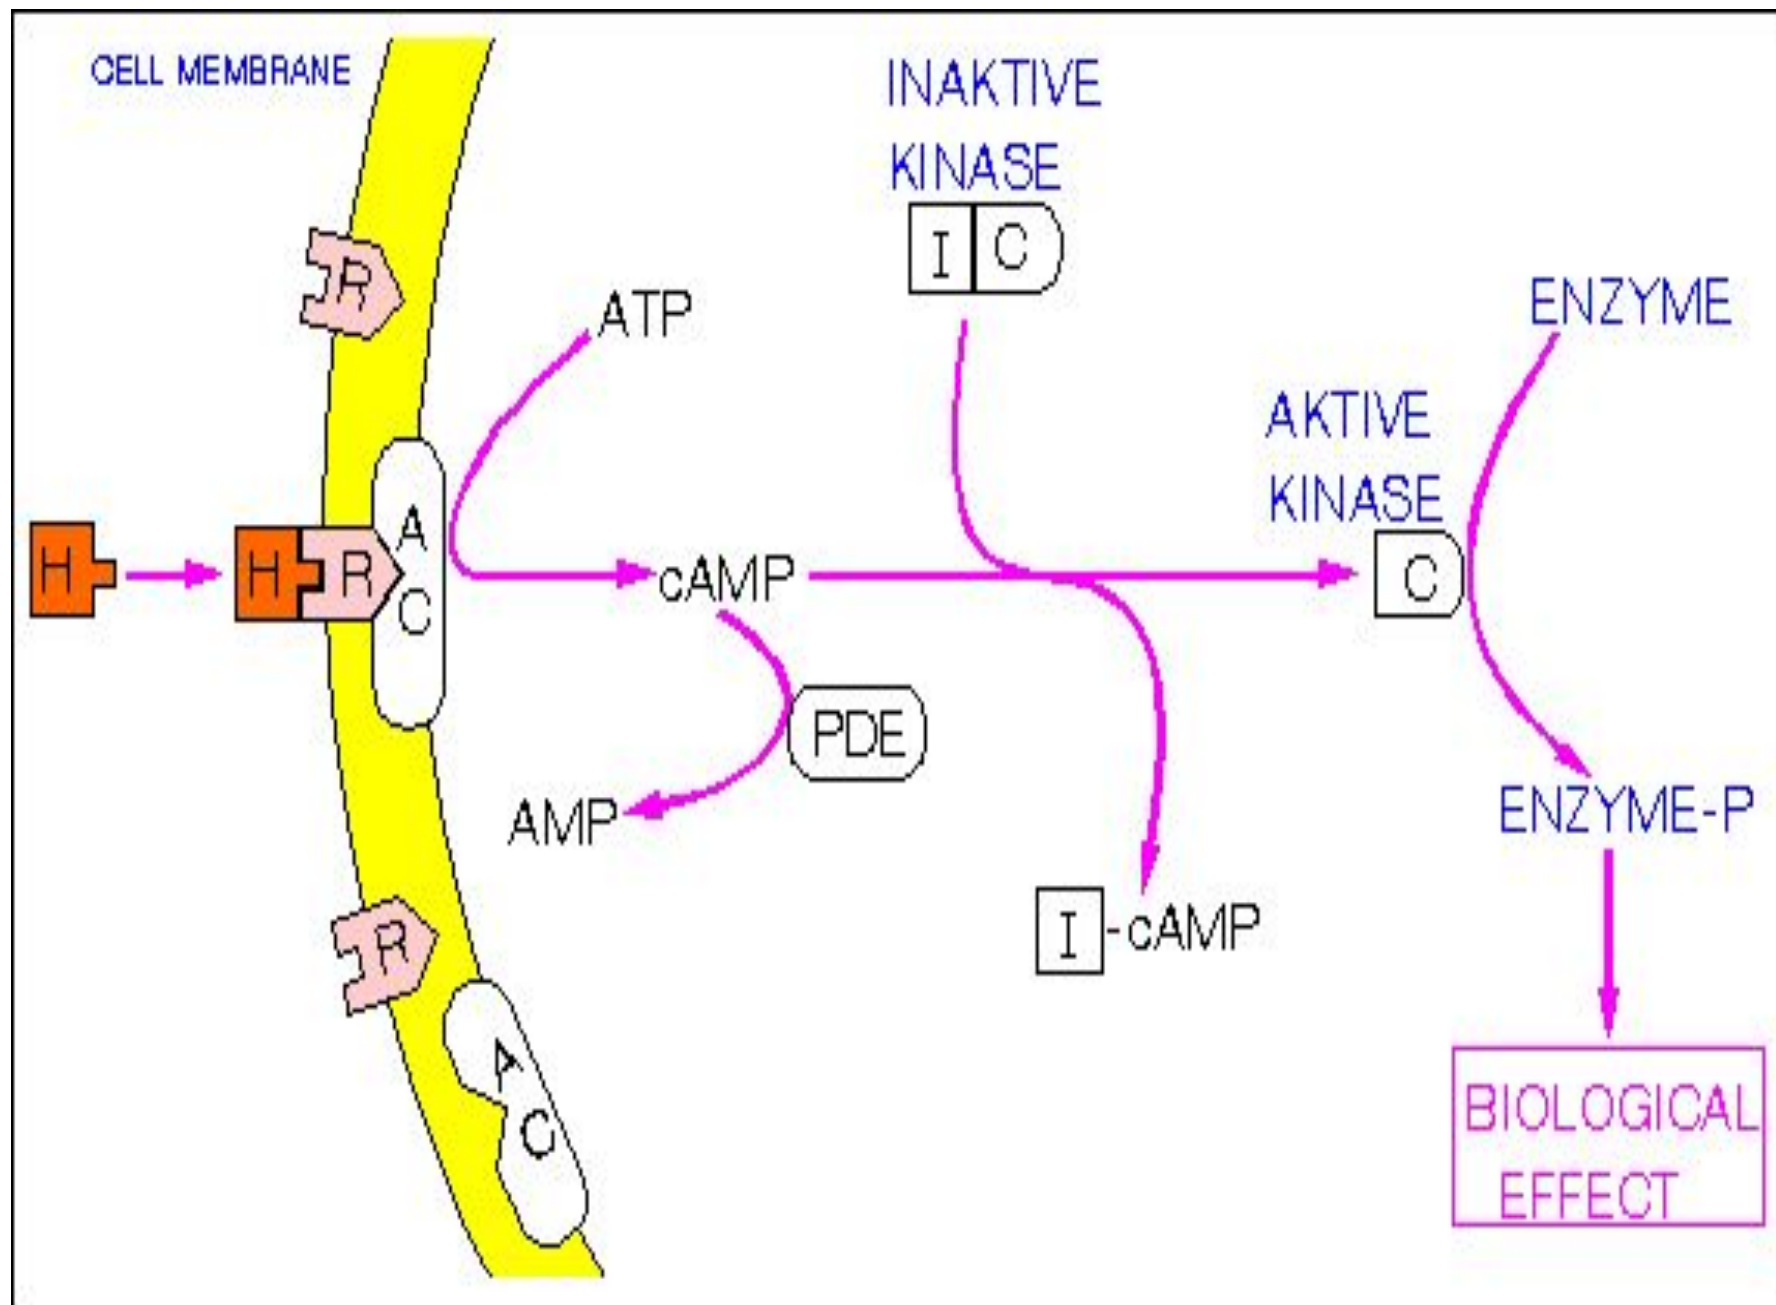 CELL MEMBRANE
INAKTIVE
KINASE
I C
R
ATP
ENZYME
AKTIVE
KINASE
H
H R
A
C
cAMP
C
PDE
AMP
ENZYME-P
I -cAMP
R
A
C
BIOLOGICAL
EFFECT